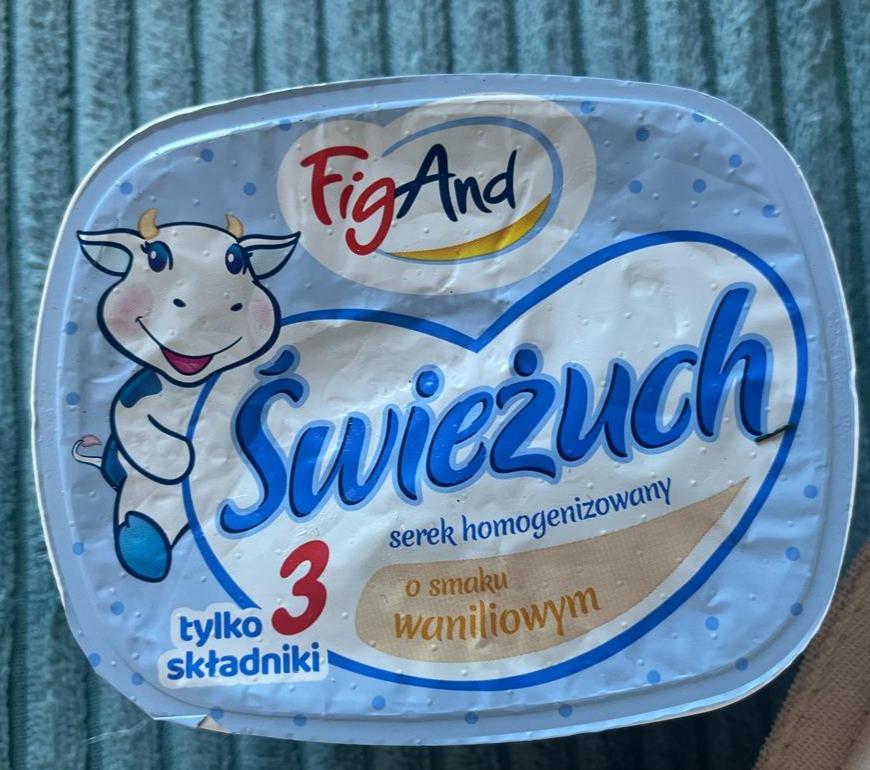 FigAnd
Świeżuch
serek homogenizowany
o smaku
waniliowym
tylko 3
składniki